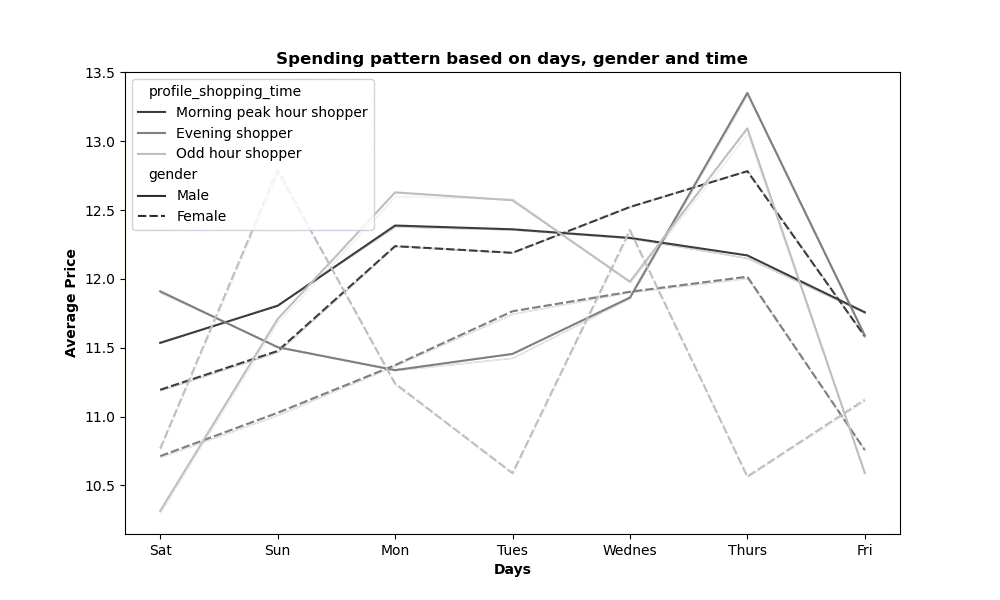 Spending pattern based on days, gender and time
13.5
13.0
12.5
12.0
11.5
11.0
10.5
Average Price
profile_shopping_time
Morning peak hour shopper
Evening shopper
Odd hour shopper
gender
Male
Female
Sat Sun Mon Tues Wednes Thurs Fri
Days